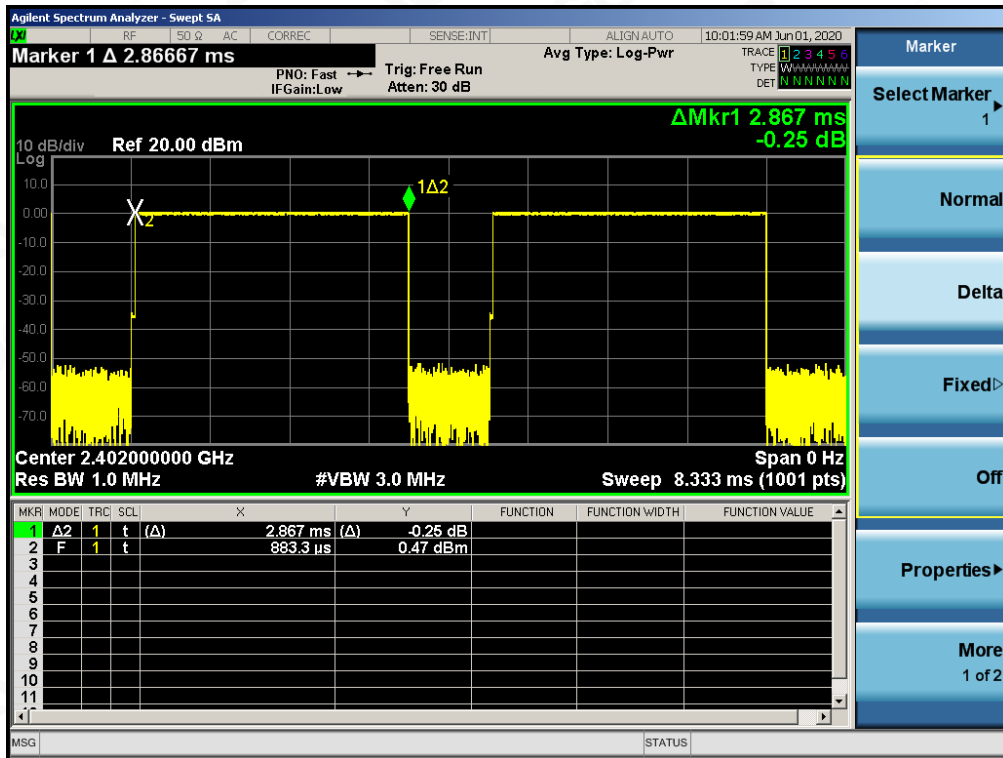 Agilent Spectrum Analyzer - Swept SA
LXI RF 50 Ω AC CORREC SENSE:INT ALIGN AUTO 10:01:59 AM Jun 01, 2020
Marker 1 Δ 2.86667 ms
PNO: Fast
IFGain:Low
Trig: Free Run
Atten: 30 dB
Avg Type: Log-Pwr
TRACE 1 2 3 4 5 6
TYPE WWWWWW
DET N N N N N N
ΔMkr1 2.867 ms
-0.25 dB
10 dB/div Ref 20.00 dBm
Log
10.0
0.00
-10.0
-20.0
-30.0
-40.0
-50.0
-60.0
-70.0
1Δ2
2
Center 2.402000000 GHz Span 0 Hz
Res BW 1.0 MHz #VBW 3.0 MHz Sweep 8.333 ms (1001 pts)
MKR MODE TRC SCL X Y FUNCTION FUNCTION WIDTH FUNCTION VALUE
1 Δ2 1 t (Δ) 2.867 ms (Δ) -0.25 dB
2 F 1 t 883.3 µs 0.47 dBm
3
4
5
6
7
8
9
10
11
MSG STATUS
Marker
Select Marker
1
Normal
Delta
Fixed
Off
Properties
More
1 of 2